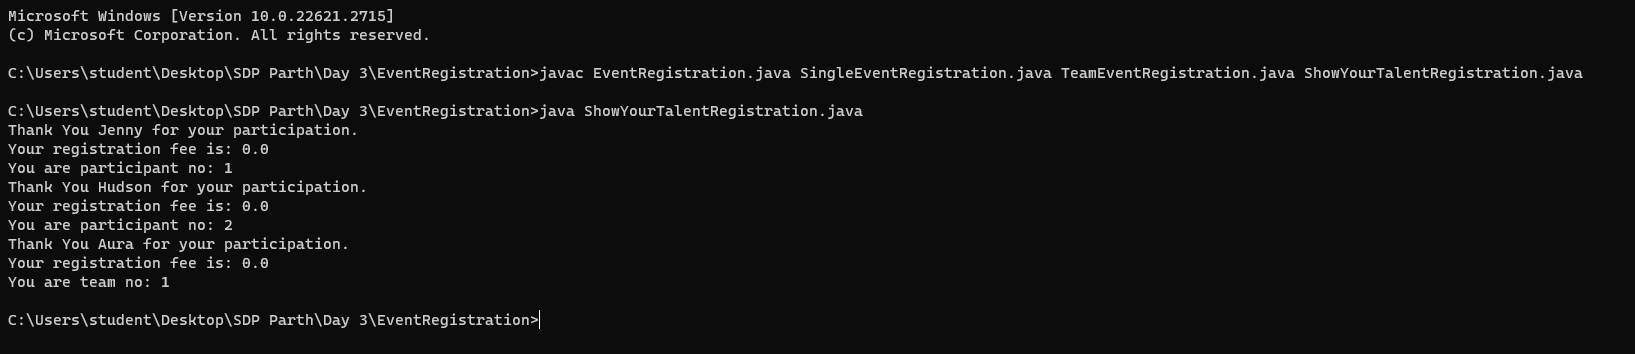 Microsoft Windows [Version 10.0.22621.2715]
(c) Microsoft Corporation. All rights reserved.
C:\Users\student\Desktop\SDP Parth\Day 3\EventRegistration>javac EventRegistration.java SingleEventRegistration.java TeamEventRegistration.java ShowYourTalentRegistration.java
C:\Users\student\Desktop\SDP Parth\Day 3\EventRegistration>java ShowYourTalentRegistration.java
Thank You Jenny for your participation.
Your registration fee is: 0.0
You are participant no: 1
Thank You Hudson for your participation.
Your registration fee is: 0.0
You are participant no: 2
Thank You Aura for your participation.
Your registration fee is: 0.0
You are team no: 1
C:\Users\student\Desktop\SDP Parth\Day 3\EventRegistration>